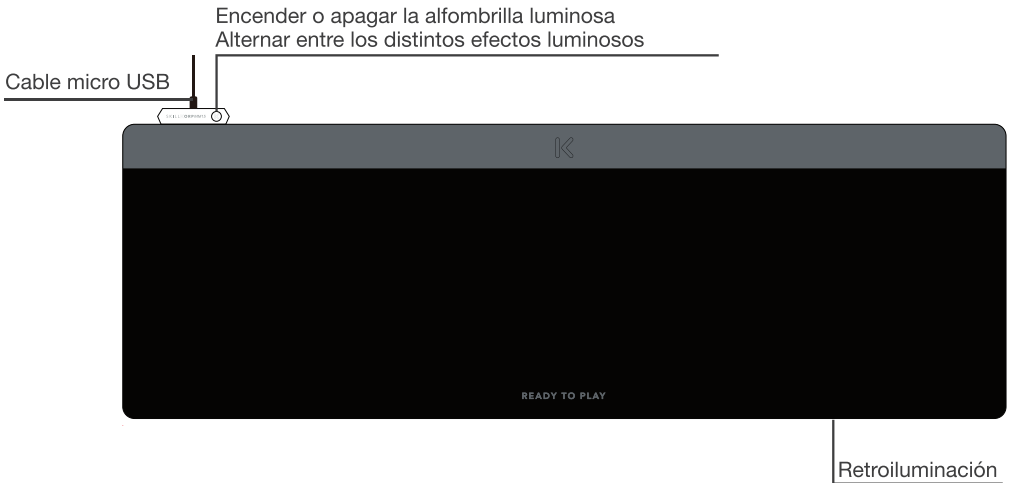 Encender o apagar la alfombrilla luminosa
Alternar entre los distintos efectos luminosos
Cable micro USB
READY TO PLAY
Retroiluminación